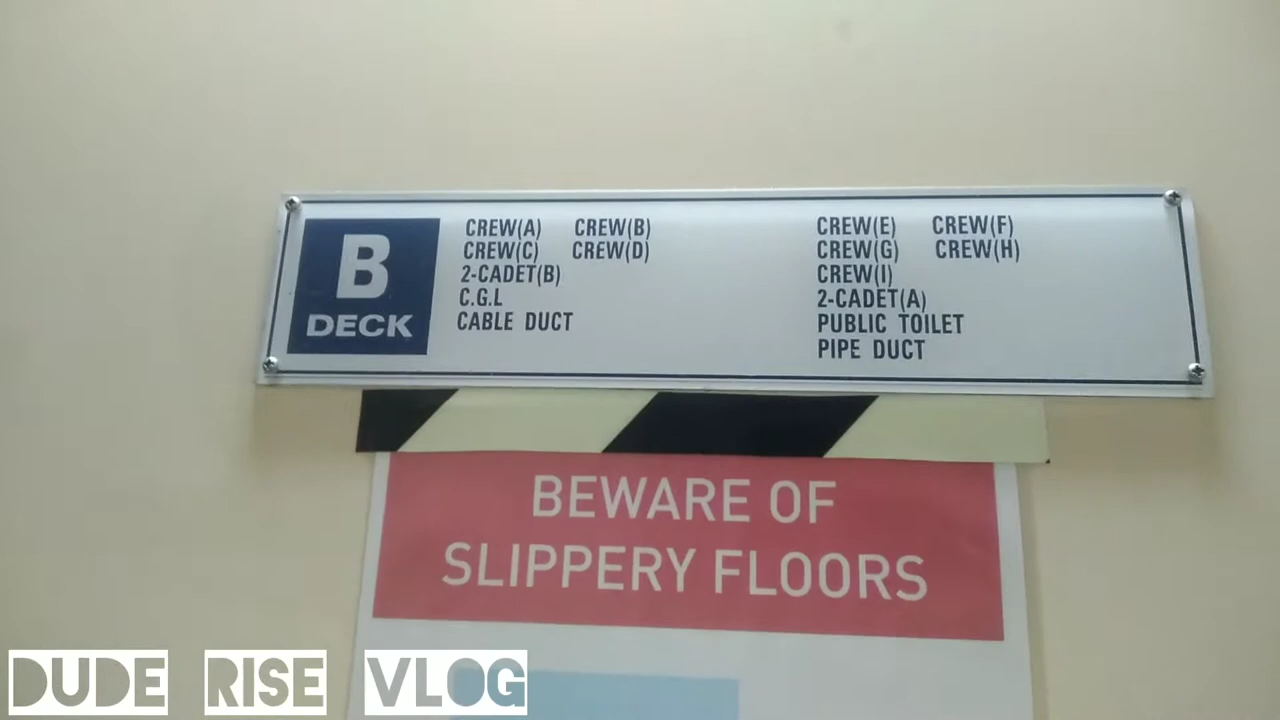 B
DECK
CREW(A) CREW(B)
CREW(C) CREW(D)
2-CADET(B)
C.G.L
CABLE DUCT
CREW(E) CREW(F)
CREW(G) CREW(H)
CREW(I)
2-CADET(A)
PUBLIC TOILET
PIPE DUCT
BEWARE OF
SLIPPERY FLOORS
DUDE RISE VLOG